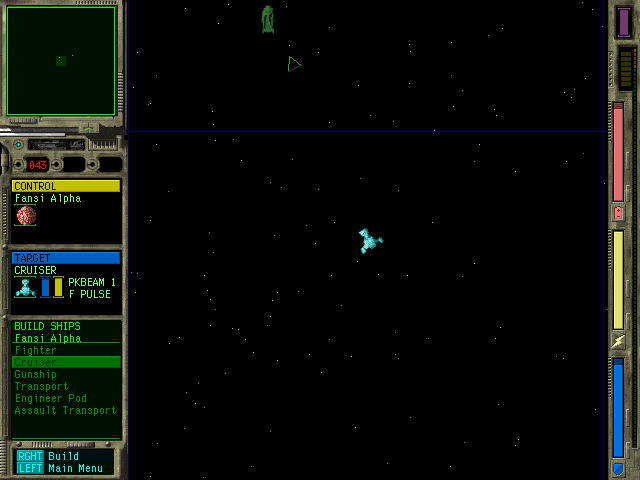 043
CONTROL
Fansi Alpha
TARGET
CRUISER
PKBEAM 1
F PULSE
BUILD SHIPS
Fansi Alpha
Fighter
Cruiser
Gunship
Transport
Engineer Pod
Assault Transport
RGHT Build
LEFT Main Menu